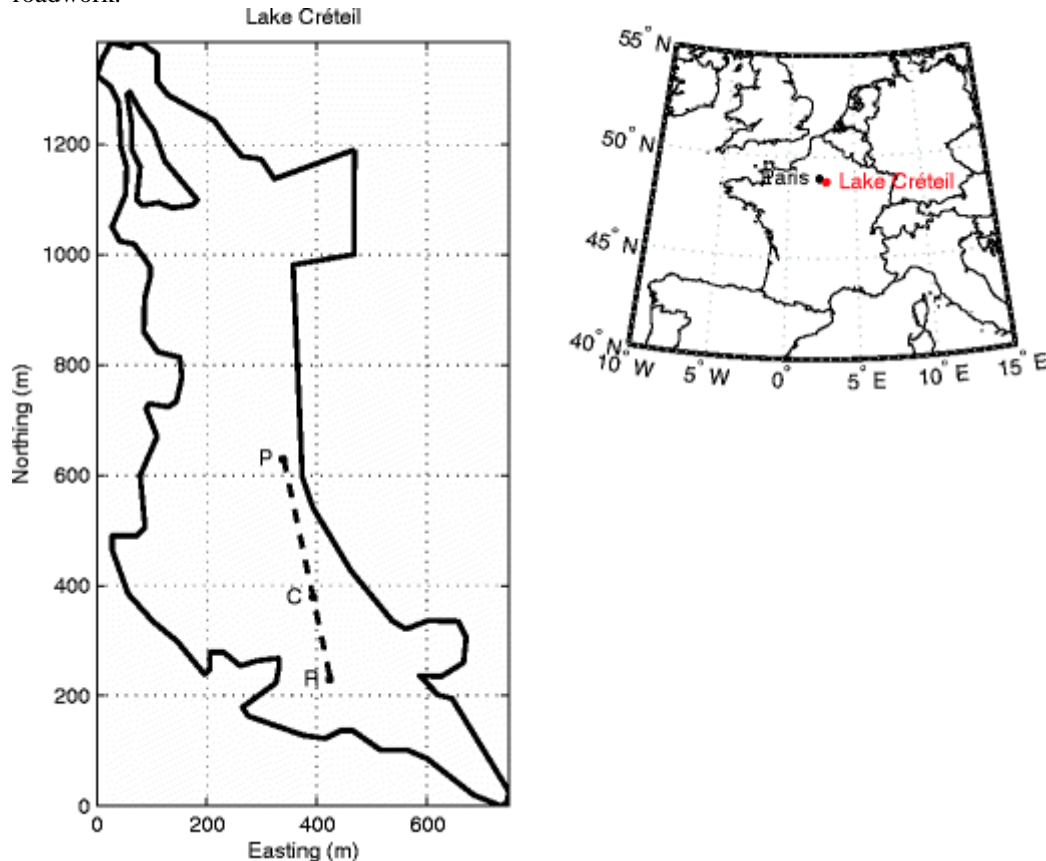 roadwork.
Lake Créteil
1200
1000
800
600
400
200
0
Northing (m)
P
C
R
0 200 400 600
Easting (m)
55° N
50° N
45° N
40° N
10° W 5° W 0° 5° E 10° E 15° E
Paris
Lake Créteil